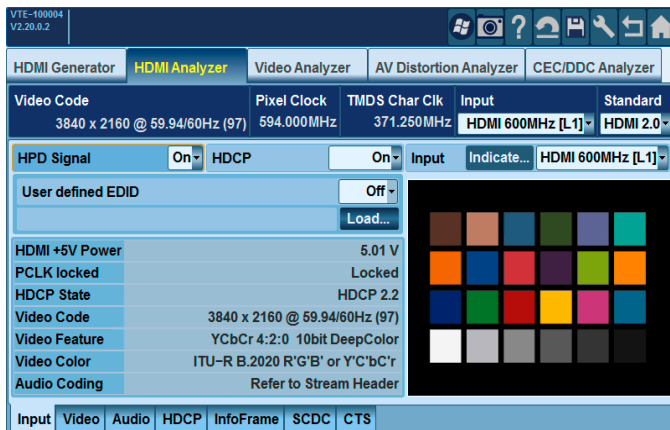 VTE-100004
V2.20.0.2
HDMI Generator HDMI Analyzer Video Analyzer AV Distortion Analyzer CEC/DDC Analyzer
Video Code Pixel Clock TMDS Char Clk Input Standard
3840 x 2160 @ 59.94/60Hz (97) 594.000MHz 371.250MHz HDMI 600MHz [L1] HDMI 2.0
HPD Signal On HDCP On Input Indicate... HDMI 600MHz [L1]
User defined EDID Off
Load...
HDMI +5V Power 5.01 V
PCLK locked Locked
HDCP State HDCP 2.2
Video Code 3840 x 2160 @ 59.94/60Hz (97)
Video Feature YCbCr 4:2:0 10bit DeepColor
Video Color ITU-R B.2020 R'G'B' or Y'C'bC'r
Audio Coding Refer to Stream Header
Input Video Audio HDCP InfoFrame SCDC CTS